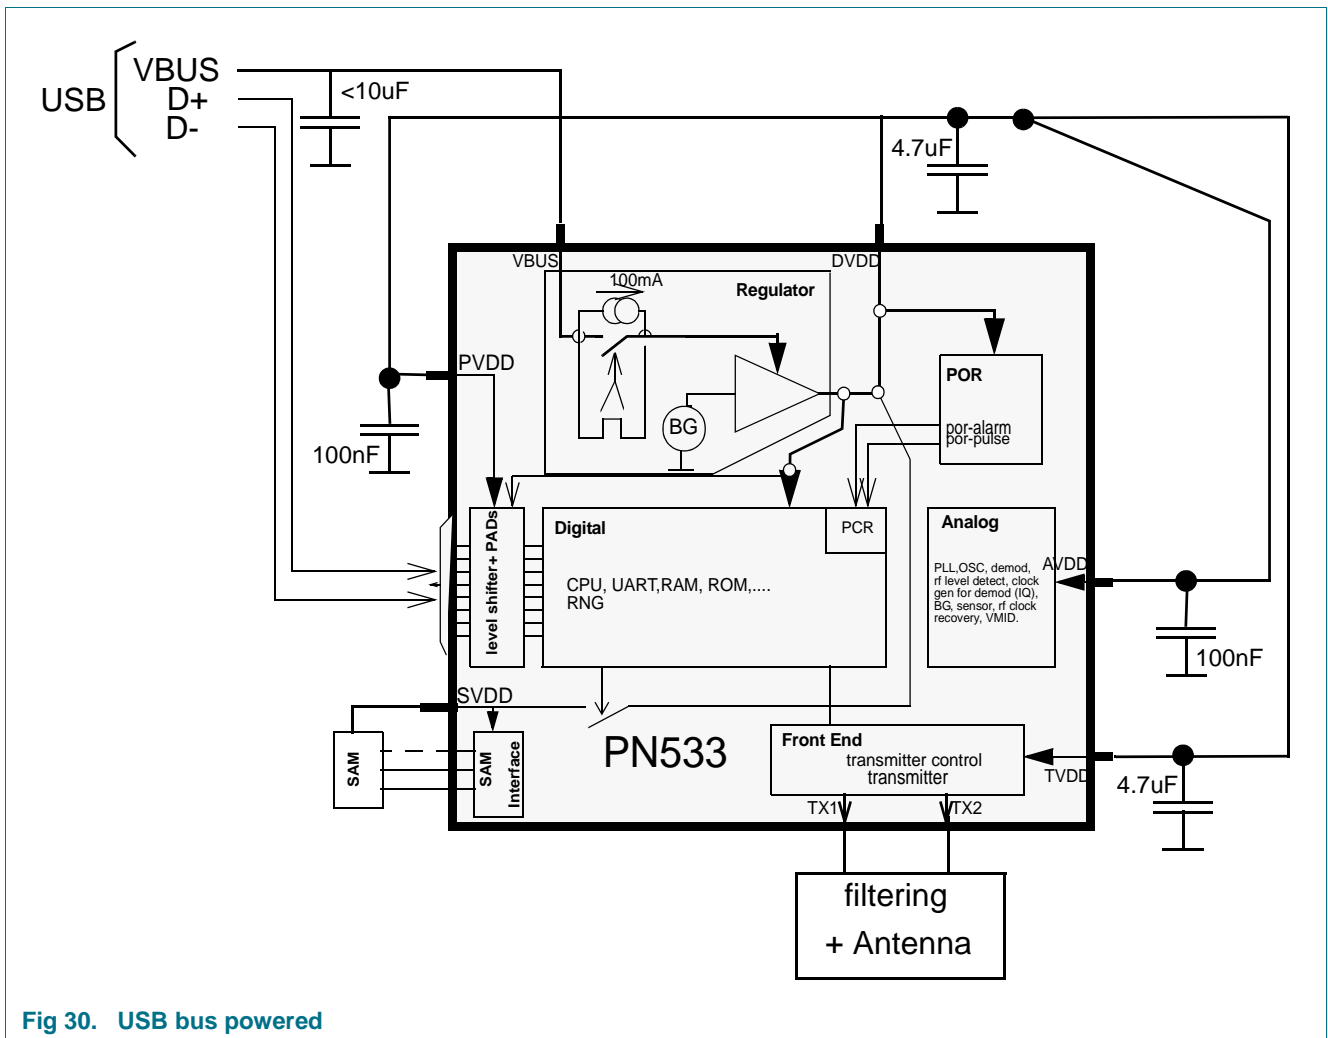 VBUS
USB
D+
D-
<10uF
4.7uF
VBUS
DVDD
100mA
Regulator
PVDD
POR
BG
por-alarm
por-pulse
100nF
level shifter+ PADs
Digital
PCR
CPU, UART,RAM, ROM,....
RNG
Analog
AVDD
PLL,OSC, demod,
rf level detect, clock
gen for demod (IQ),
BG, sensor, rf clock
recovery, VMID.
100nF
SVDD
SAM
SAM
Interface
PN533
Front End
transmitter control
transmitter
TVDD
4.7uF
TX1
TX2
filtering
+ Antenna
Fig 30. USB bus powered